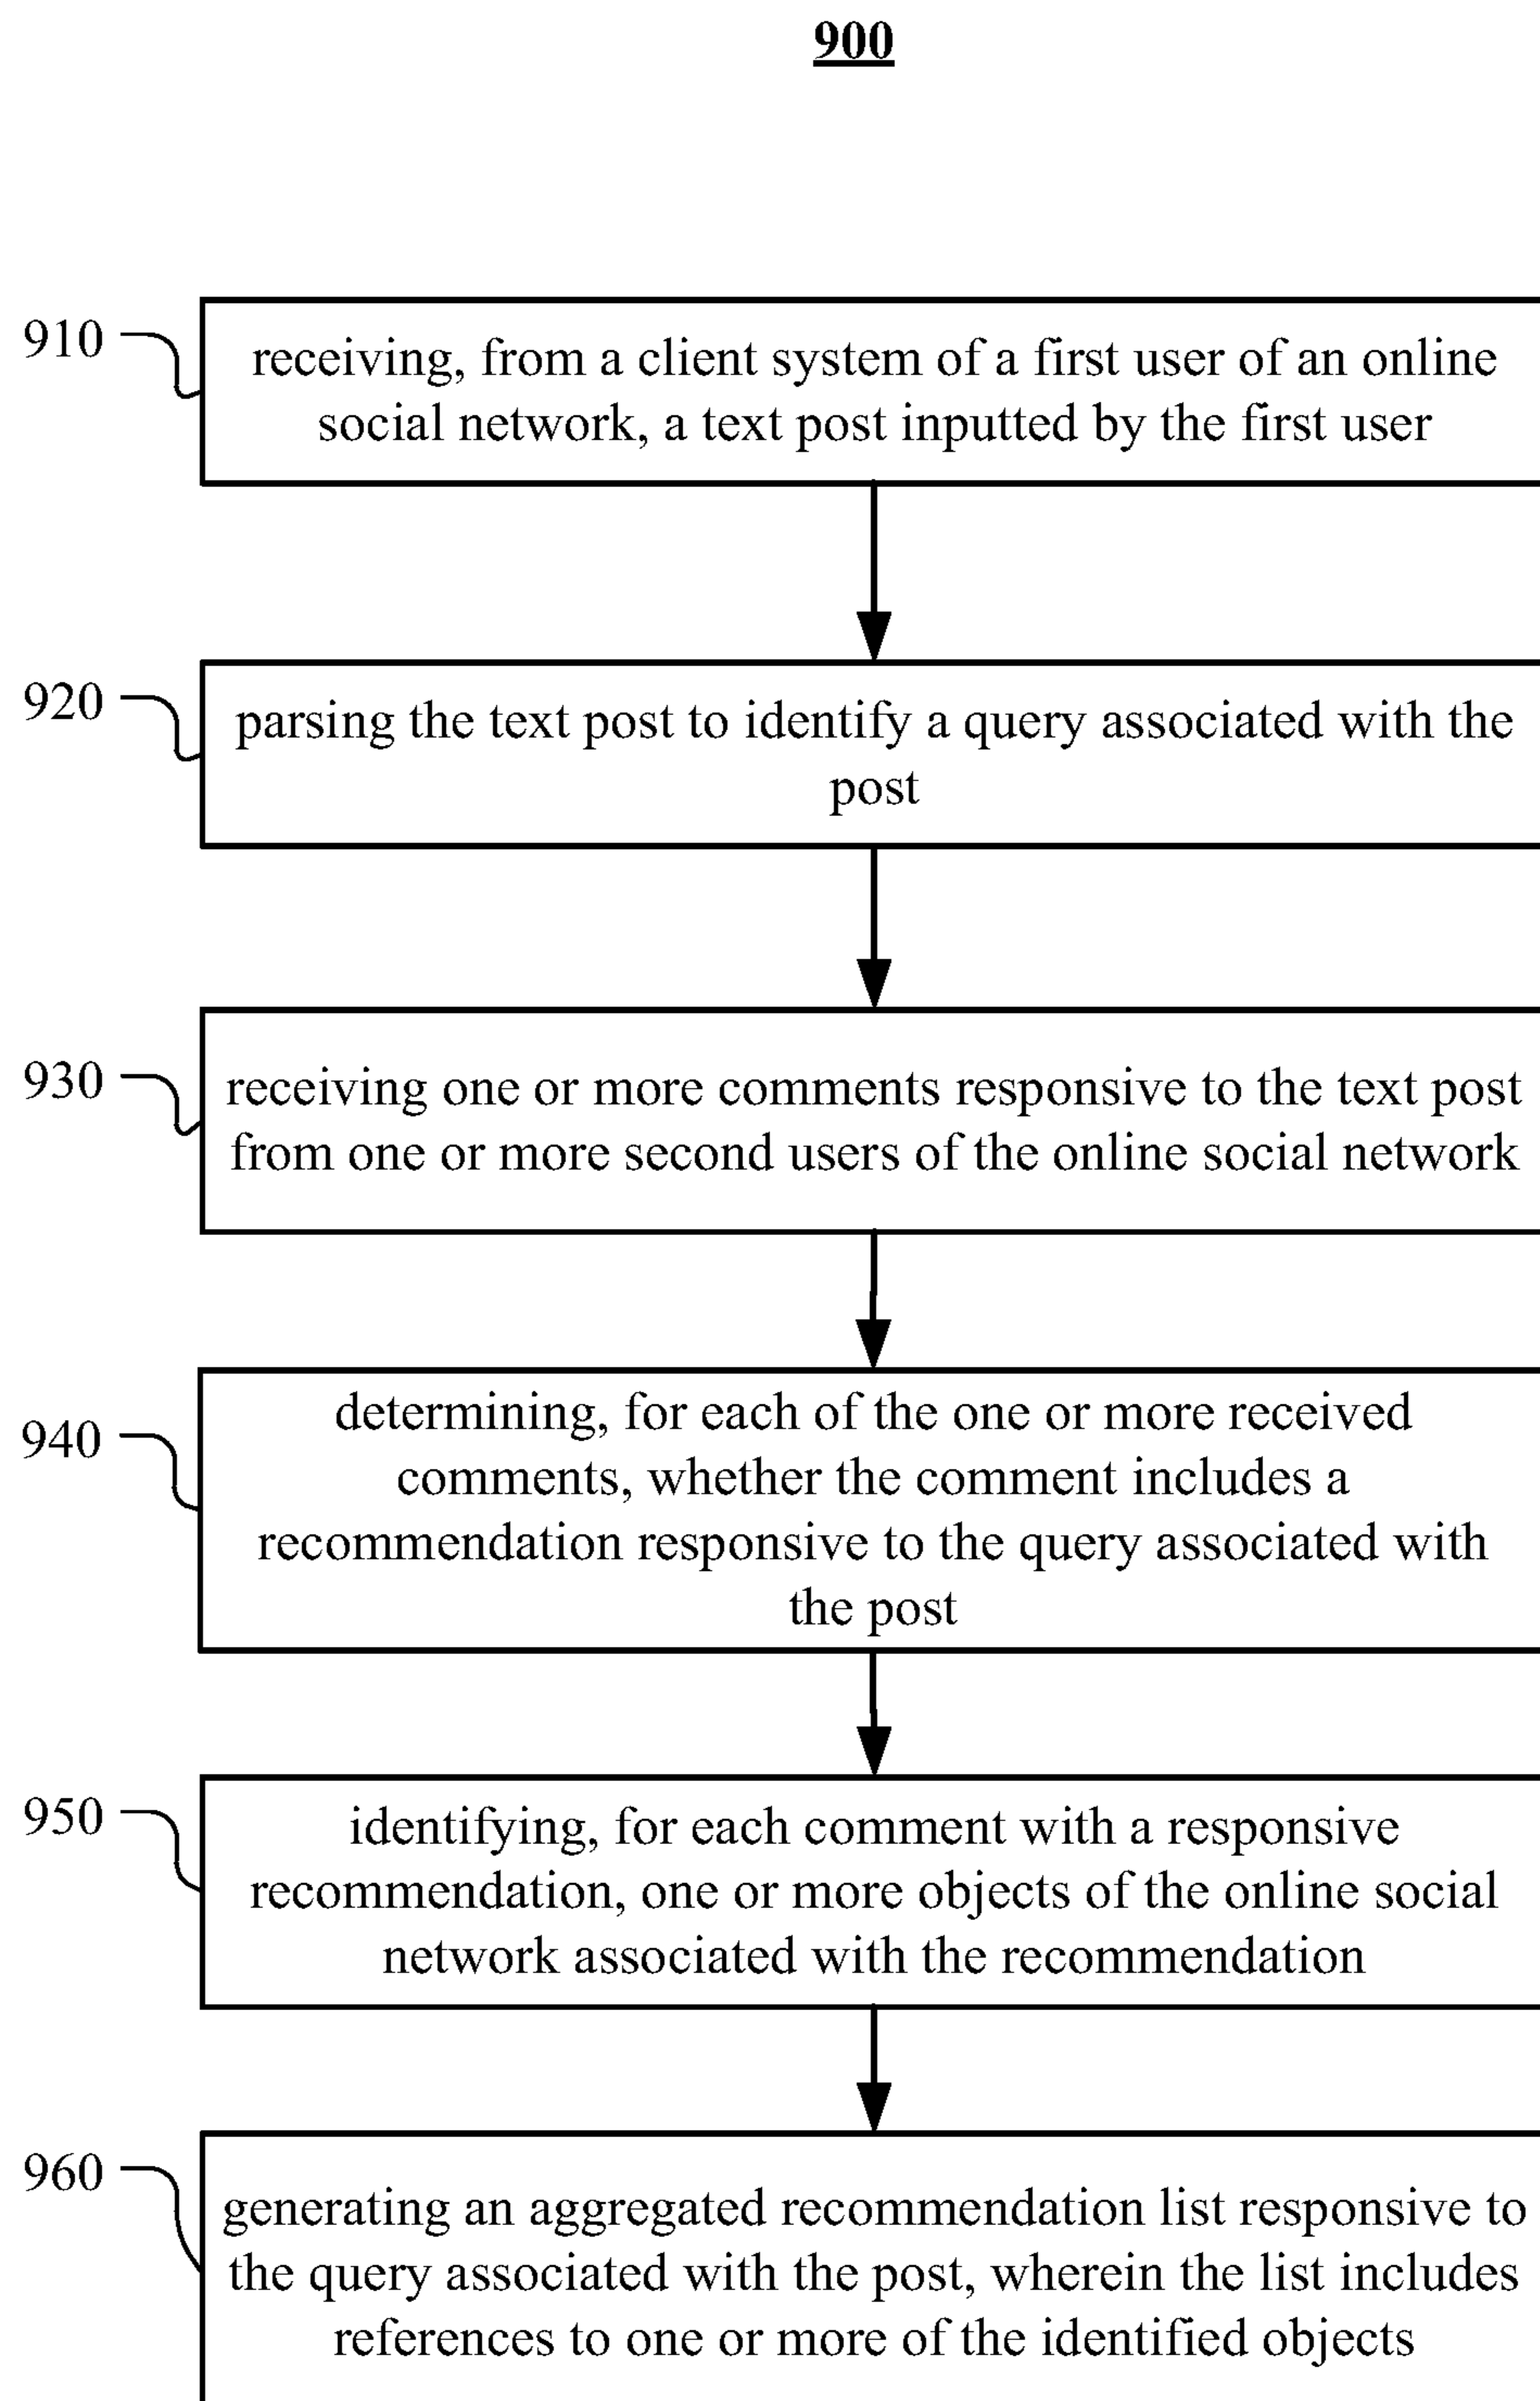 900
910
receiving, from a client system of a first user of an online
social network, a text post inputted by the first user
920
parsing the text post to identify a query associated with the
post
930
receiving one or more comments responsive to the text post
from one or more second users of the online social network
940
determining, for each of the one or more received
comments, whether the comment includes a
recommendation responsive to the query associated with
the post
950
identifying, for each comment with a responsive
recommendation, one or more objects of the online social
network associated with the recommendation
960
generating an aggregated recommendation list responsive to
the query associated with the post, wherein the list includes
references to one or more of the identified objects